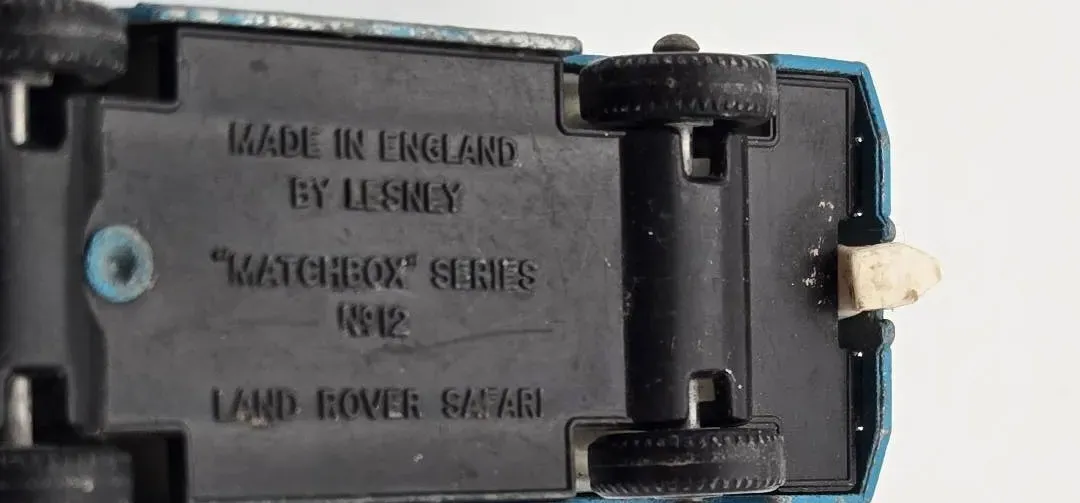 MADE IN ENGLAND
BY LESNEY
"MATCHBOX" SERIES
Nº12
LAND ROVER SAFARI